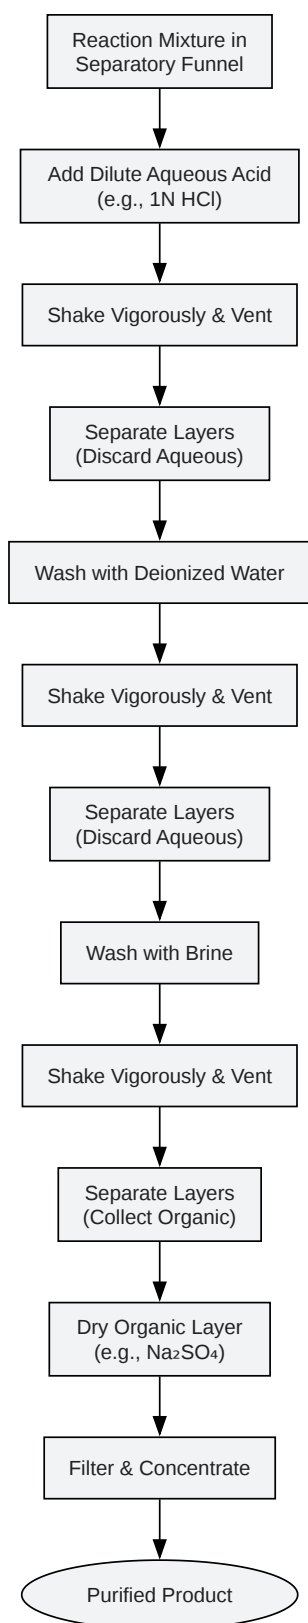 Reaction Mixture in
Separatory Funnel
Add Dilute Aqueous Acid
(e.g., 1N HCl)
Shake Vigorously & Vent
Separate Layers
(Discard Aqueous)
Wash with Deionized Water
Shake Vigorously & Vent
Separate Layers
(Discard Aqueous)
Wash with Brine
Shake Vigorously & Vent
Separate Layers
(Collect Organic)
Dry Organic Layer
(e.g., Na₂SO₄)
Filter & Concentrate
Purified Product